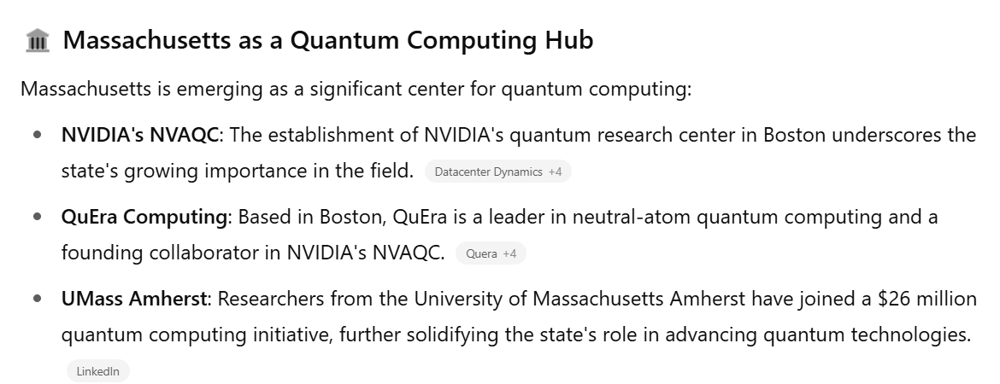 🏛️ Massachusetts as a Quantum Computing Hub
Massachusetts is emerging as a significant center for quantum computing:
• NVIDIA's NVAQC: The establishment of NVIDIA's quantum research center in Boston underscores the
state's growing importance in the field. Datacenter Dynamics +4
• QuEra Computing: Based in Boston, QuEra is a leader in neutral-atom quantum computing and a
founding collaborator in NVIDIA's NVAQC. Quera +4
• UMass Amherst: Researchers from the University of Massachusetts Amherst have joined a $26 million
quantum computing initiative, further solidifying the state's role in advancing quantum technologies.
LinkedIn